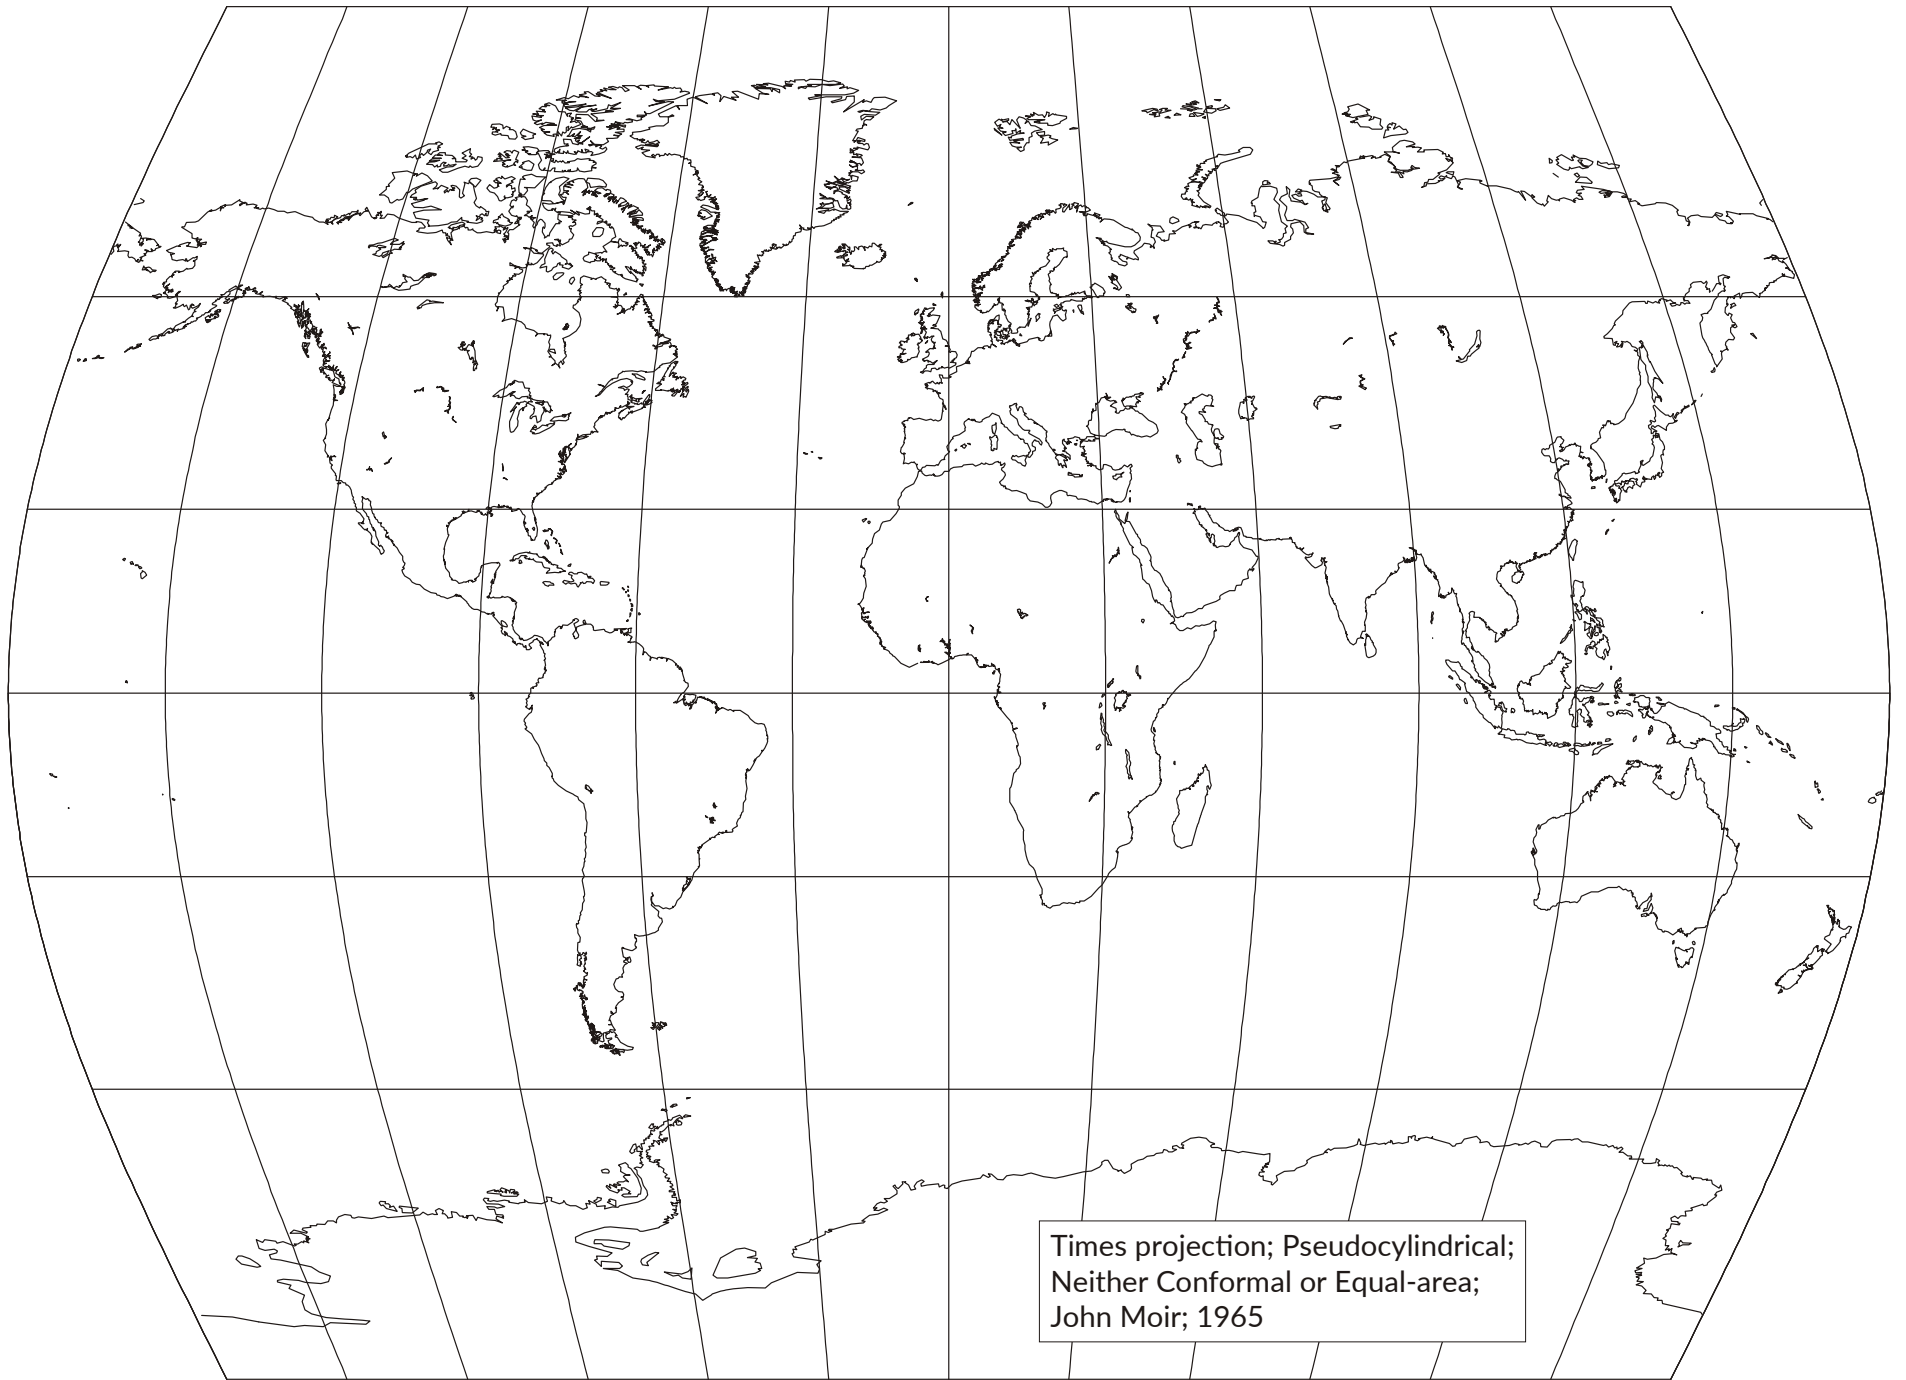 Times projection; Pseudocylindrical;
Neither Conformal or Equal-area;
John Moir; 1965